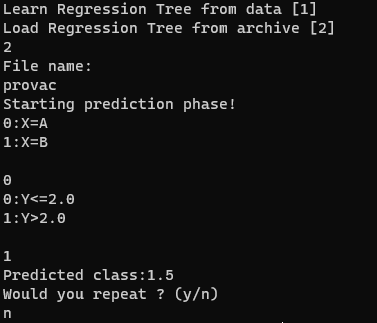 Learn Regression Tree from data [1]
Load Regression Tree from archive [2]
2
File name:
provac
Starting prediction phase!
0:X=A
1:X=B
0
0:Y<=2.0
1:Y>2.0
1
Predicted class:1.5
Would you repeat ? (y/n)
n